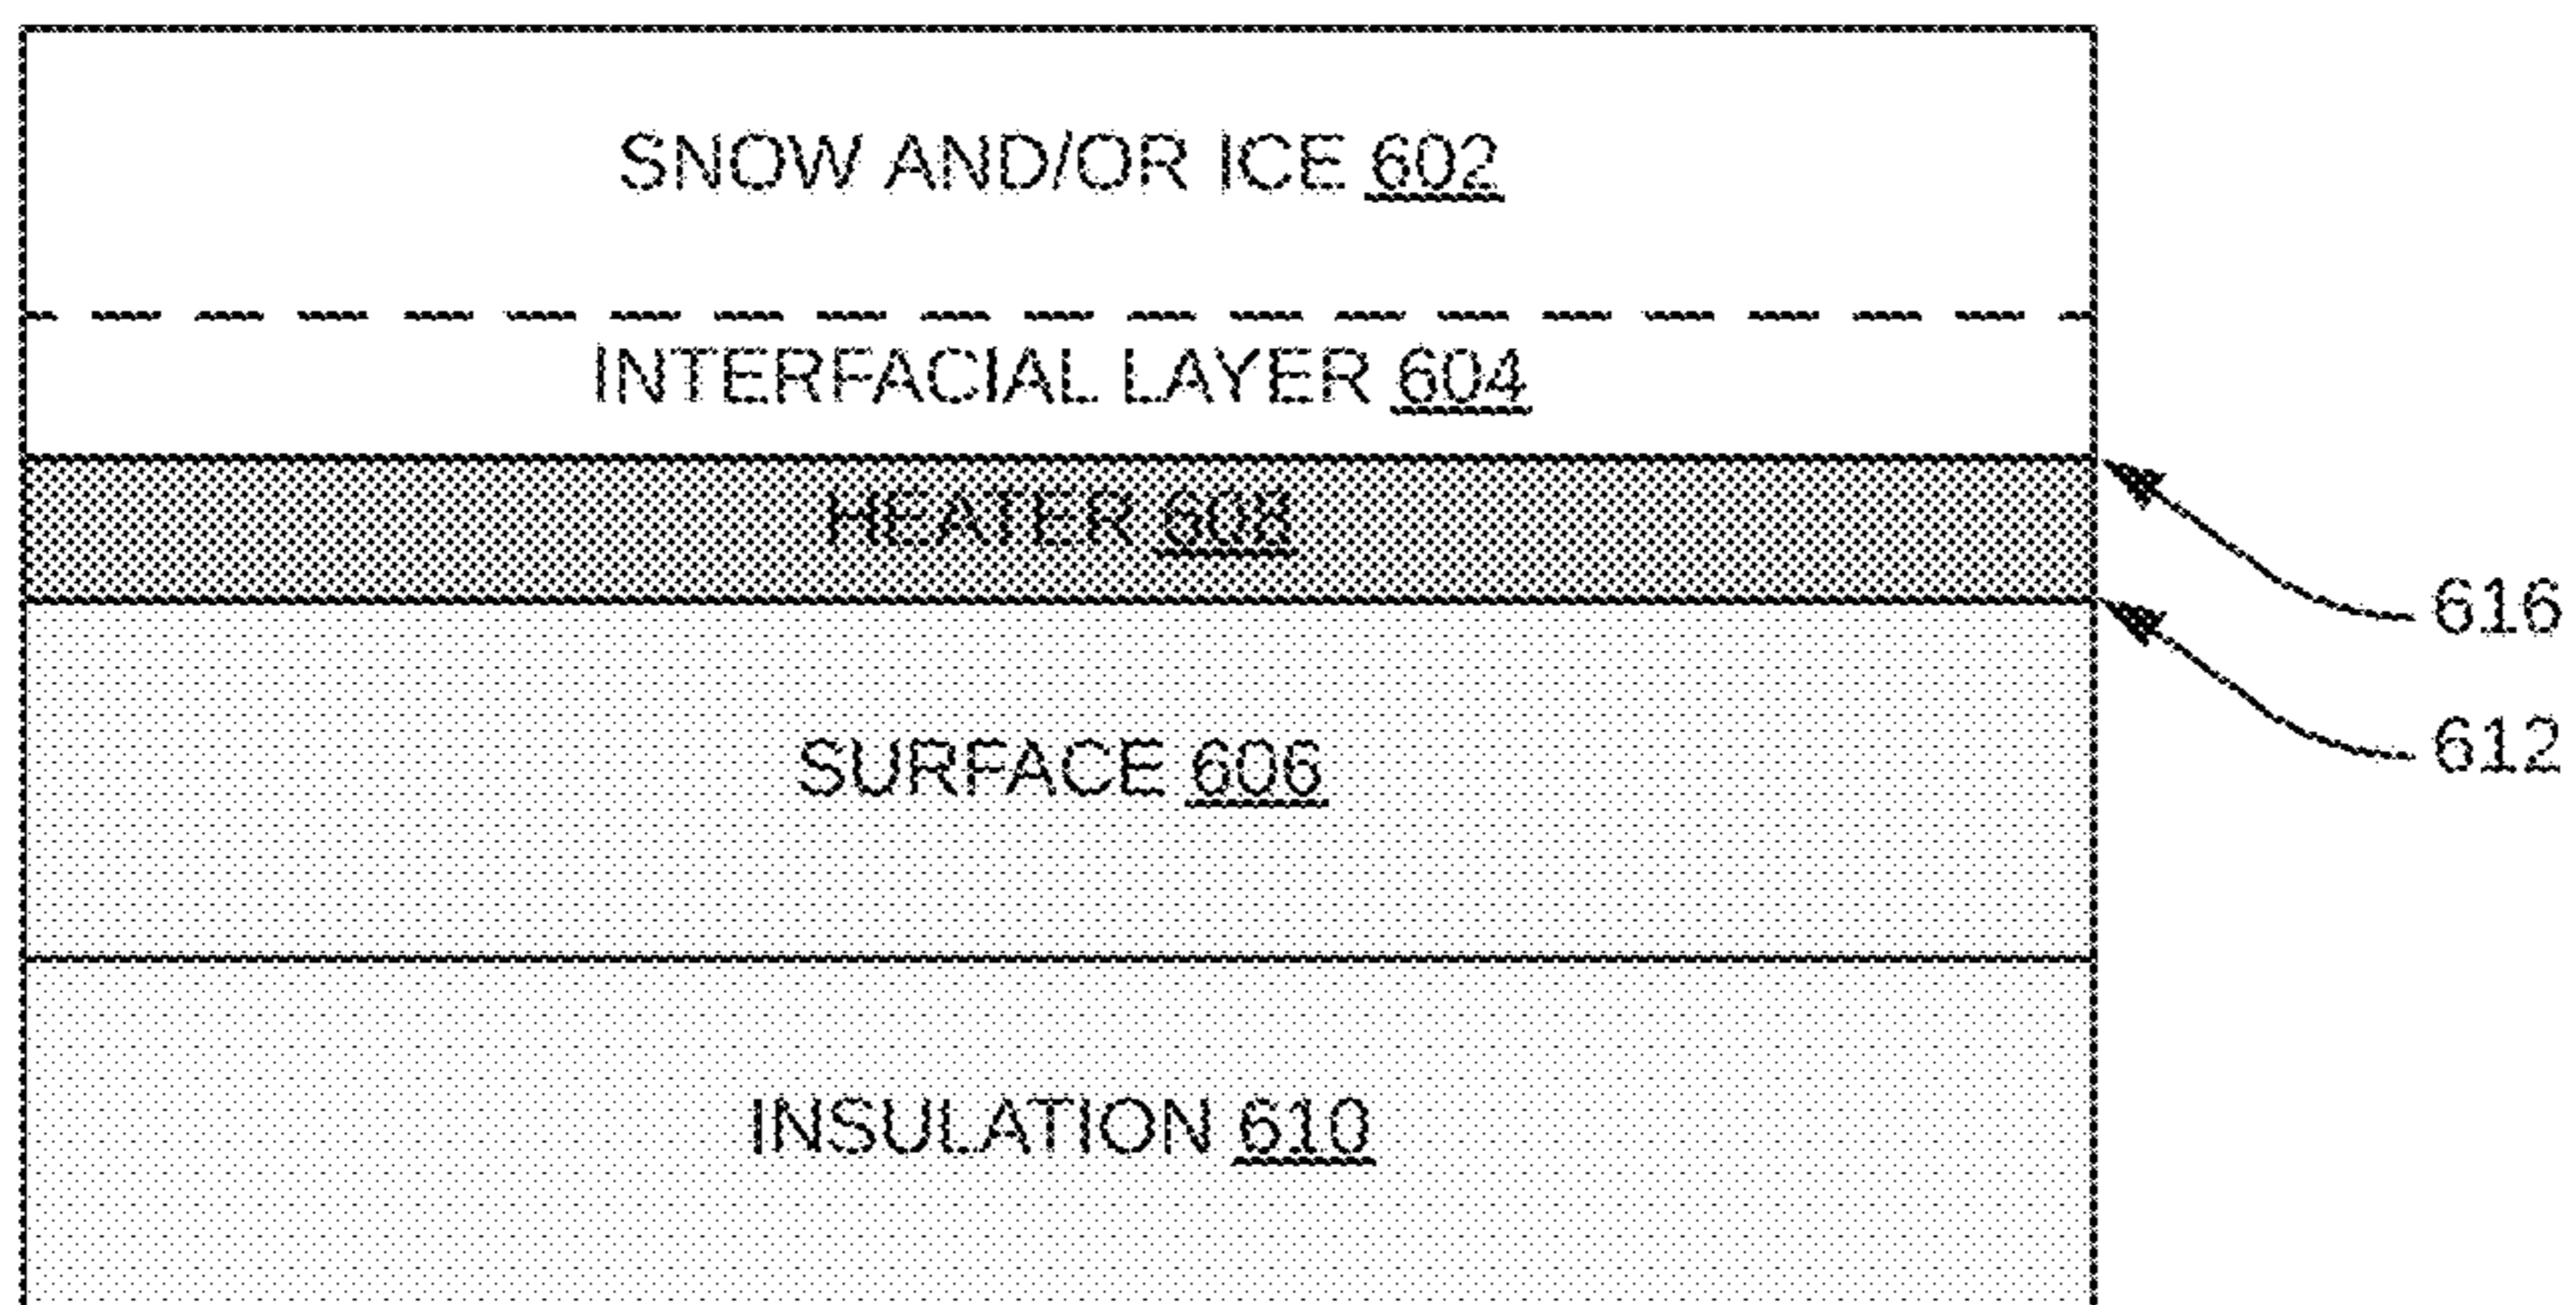 SNOW AND/OR ICE 602
INTERFACIAL LAYER 604
HEATER 608
616
612
SURFACE 606
INSULATION 610